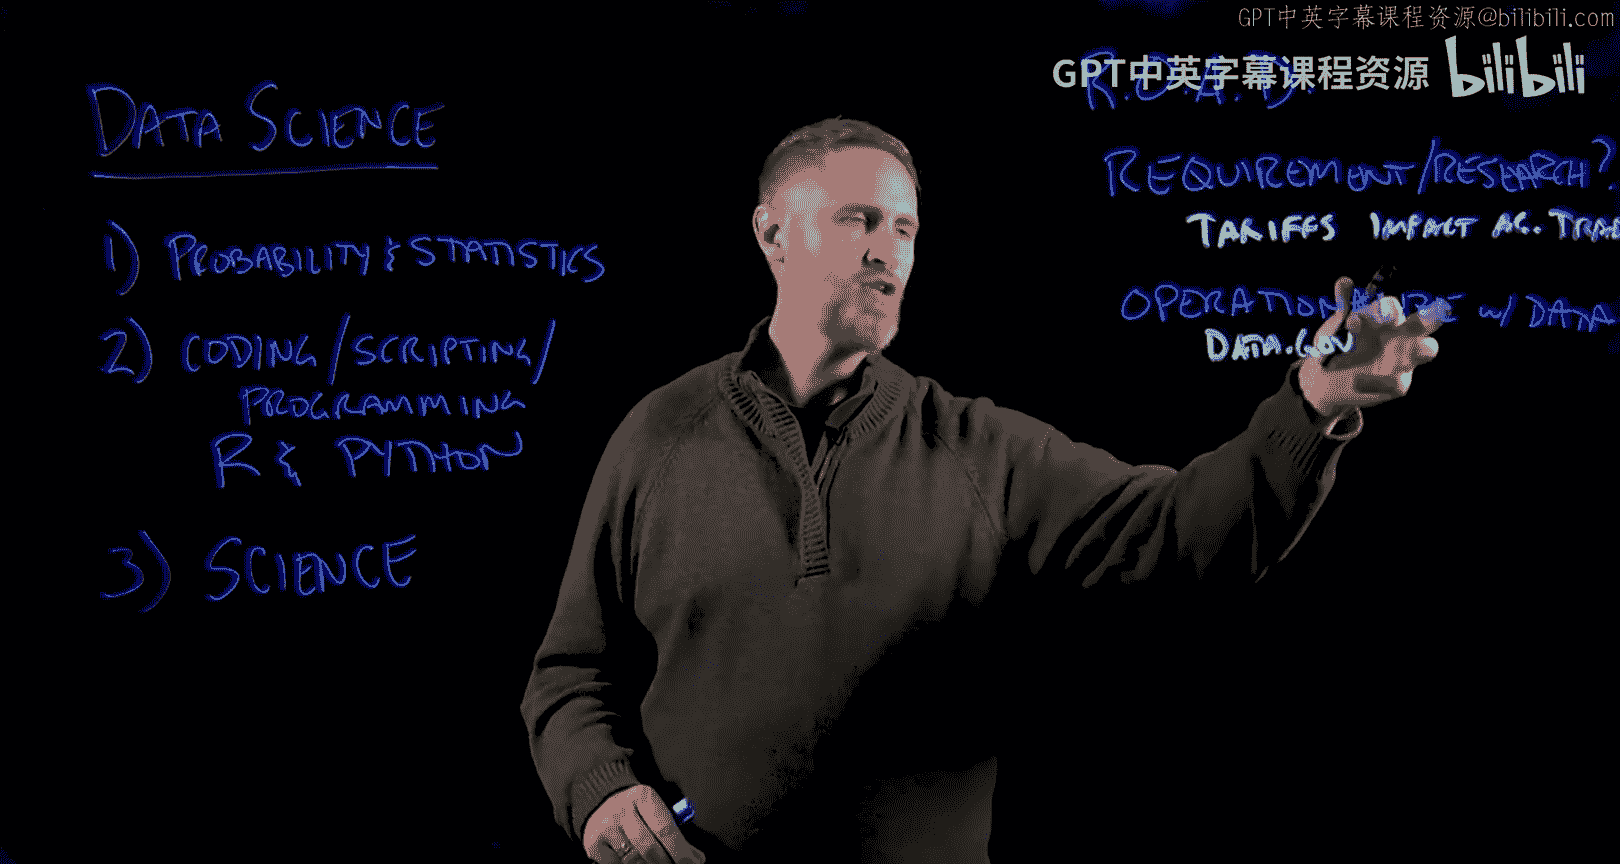 GPT中英字幕课程资源@bilibili.com
GPT中英字幕课程资源 bilibili
R.O.A.D.
DATA SCIENCE
1) PROBABILITY & STATISTICS
2) CODING/SCRIPTING/
PROGRAMMING
R & PYTHON
3) SCIENCE
REQUIREMENT/RESEARCH?
TARIFFS IMPACT AG.
OPERATIONALIZE W/ DATA
DATA.GOV